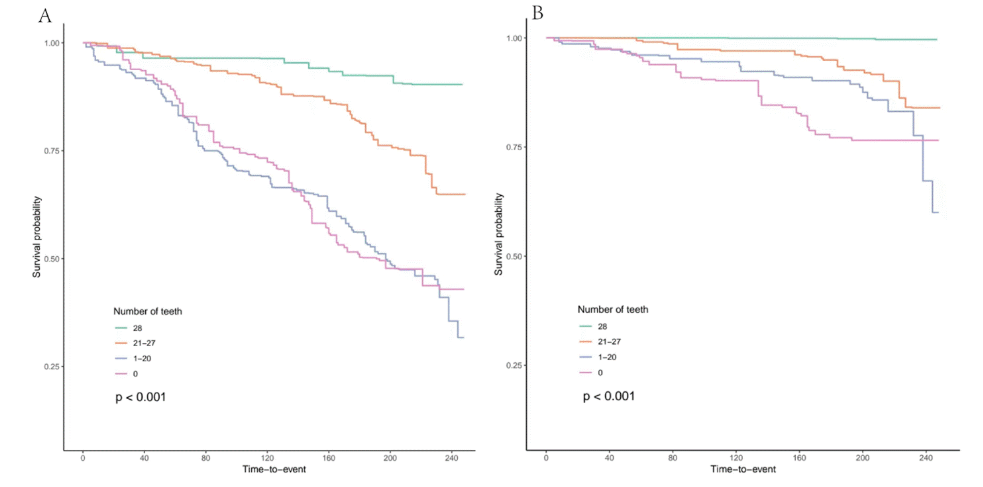 A
1.00
0.75
0.50
0.25
Survival probability
Number of teeth
28
21–27
1–20
0
p < 0.001
0 40 80 120 160 200 240
Time–to–event
B
1.00
0.75
0.50
0.25
Survival probability
Number of teeth
28
21–27
1–20
0
p < 0.001
0 40 80 120 160 200 240
Time–to–event